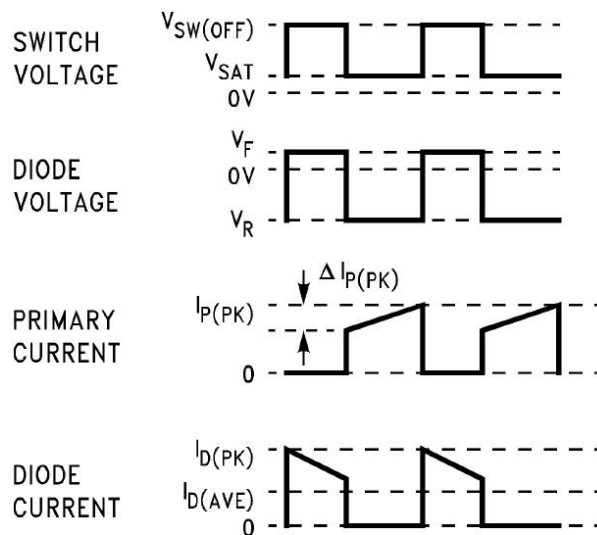 SWITCH
VOLTAGE
V_SW(OFF)
V_SAT
0V
DIODE
VOLTAGE
V_F
0V
V_R
PRIMARY
CURRENT
Δ I_P(PK)
I_P(PK)
0
DIODE
CURRENT
I_D(PK)
I_D(AVE)
0